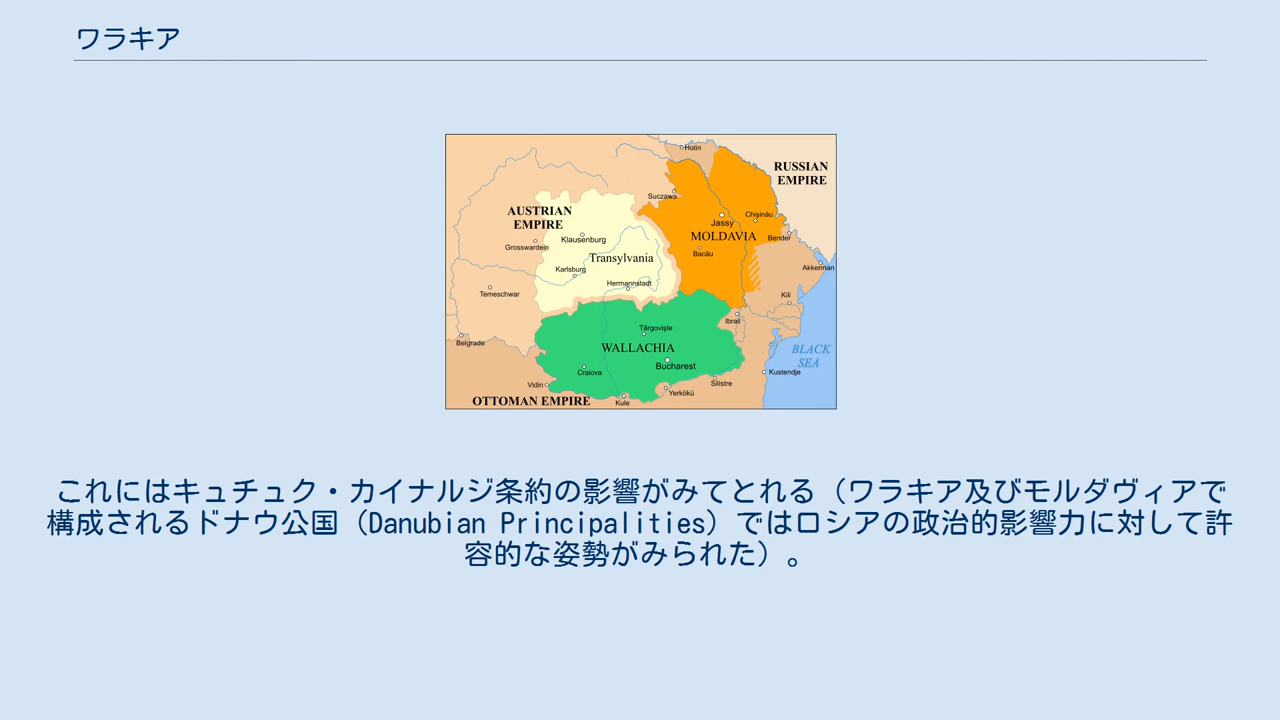 ワラキア
Hotin
RUSSIAN
EMPIRE
Suczawa
AUSTRIAN
EMPIRE
Chișinău
Jassy
MOLDAVIA
Bender
Klausenburg
Grosswardein
Bacău
Transylvania
Akkerman
Karlsburg
Hermannstadt
Temeschwar
Kili
Ibrail
Târgoviște
Belgrade
WALLACHIA
BLACK
SEA
Bucharest
Craiova
Kustendje
Vidin
Silistre
Yerkökü
OTTOMAN EMPIRE
Kule
これにはキュチュク・カイナルジ条約の影響がみてとれる（ワラキア及びモルダヴィアで
構成されるドナウ公国（Danubian Principalities）ではロシアの政治的影響力に対して許
容的な姿勢がみられた）。